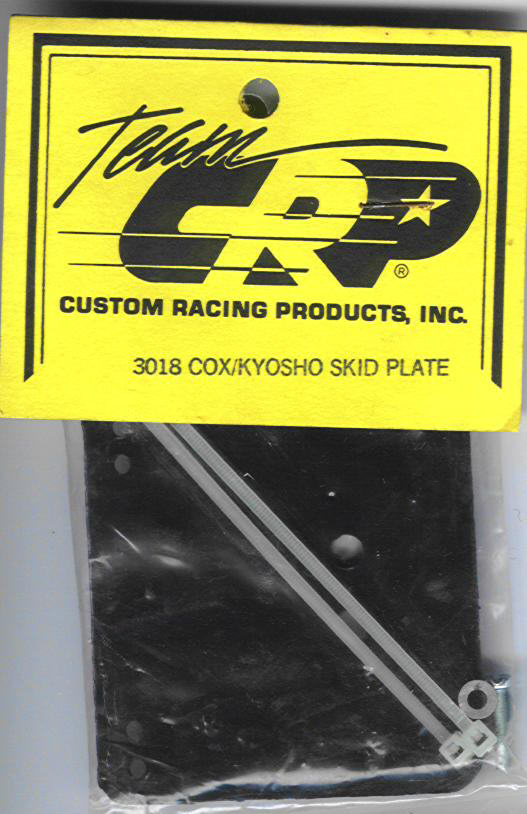 Team
CRP®
CUSTOM RACING PRODUCTS, INC.
3018 COX/KYOSHO SKID PLATE